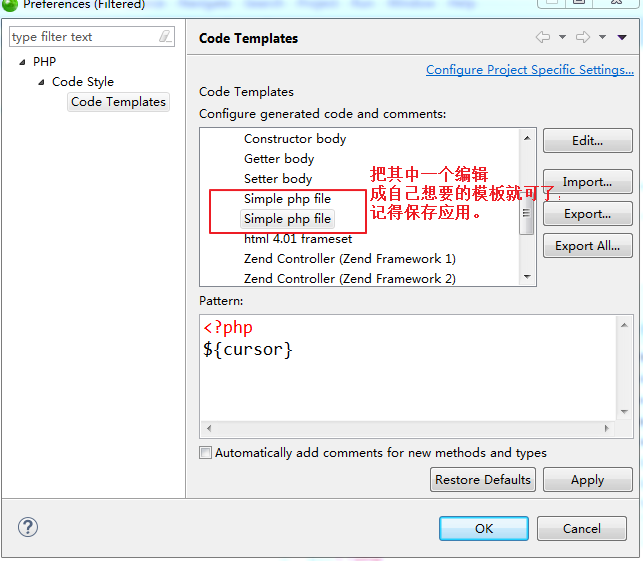 Preferences (Filtered)
type filter text
PHP
Code Style
Code Templates
Code Templates
Configure Project Specific Settings...
Code Templates
Configure generated code and comments:
Constructor body
Getter body
Setter body
Simple php file
Simple php file
html 4.01 frameset
Zend Controller (Zend Framework 1)
Zend Controller (Zend Framework 2)
把其中一个编辑
成自己想要的模板就可了,
记得保存应用。
Edit...
Import...
Export...
Export All...
Pattern:
<?php
${cursor}
Automatically add comments for new methods and types
Restore Defaults
Apply
?
OK
Cancel